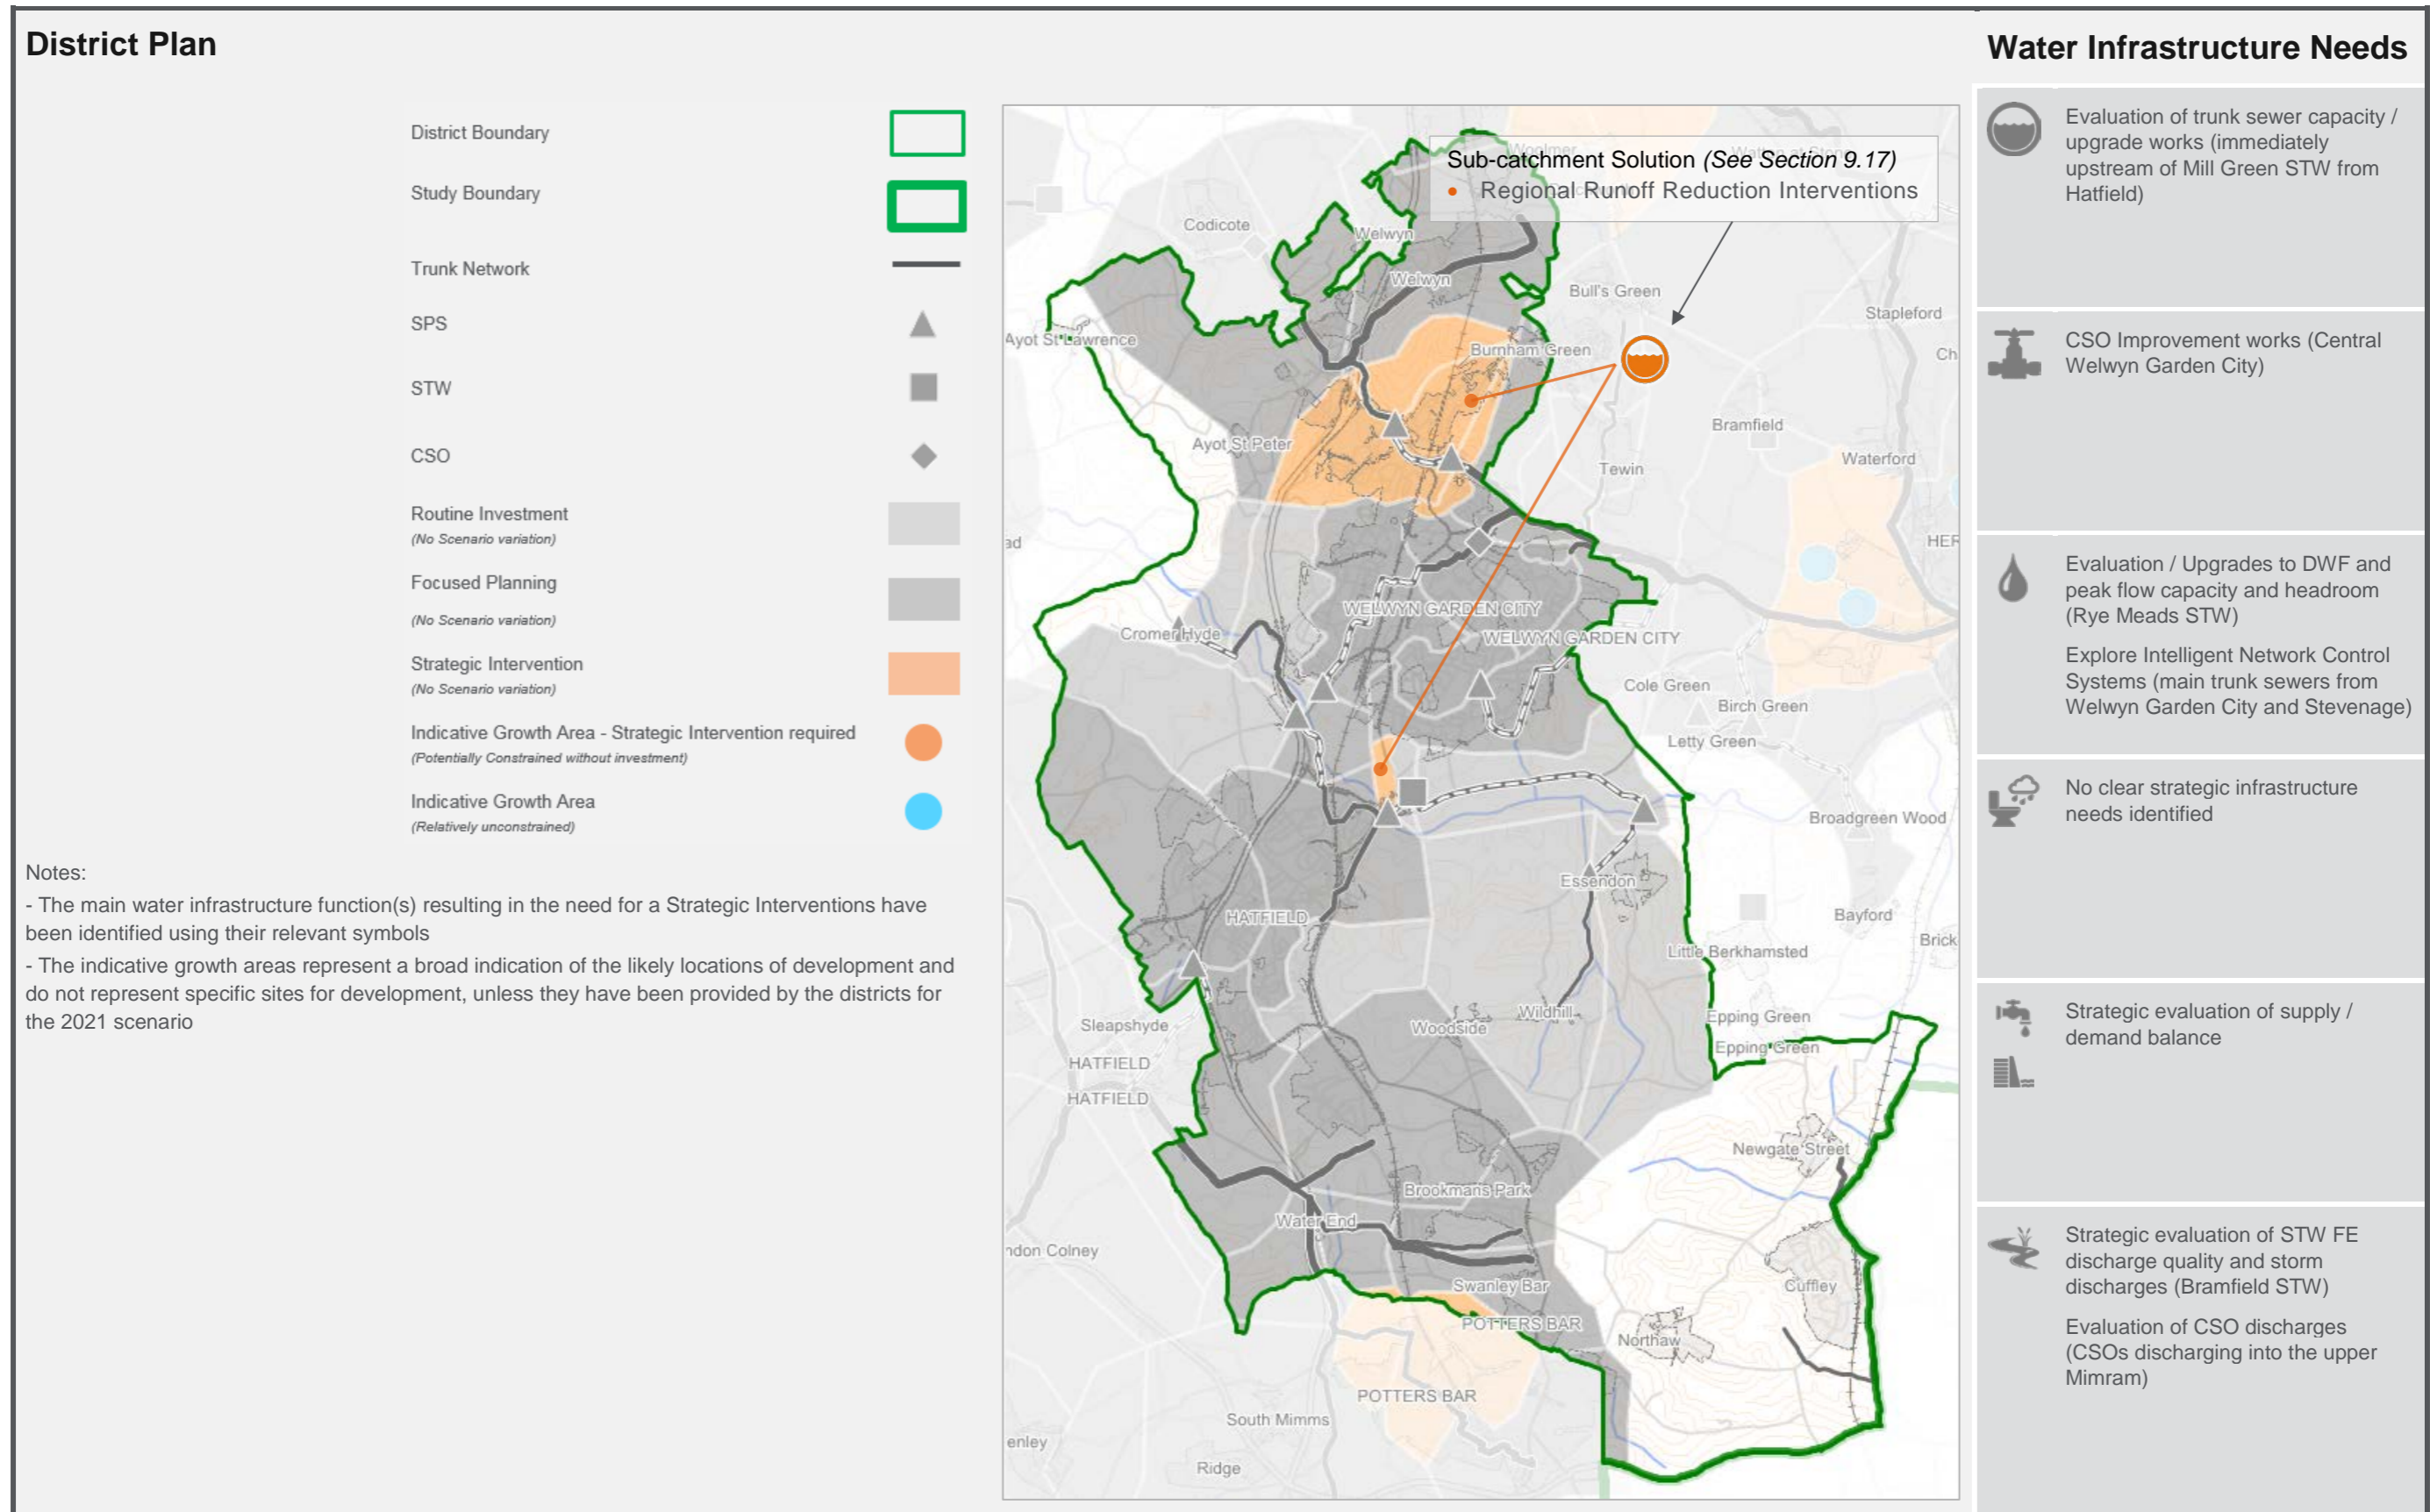 District Plan
Water Infrastructure Needs
District Boundary
Study Boundary
Trunk Network
SPS
STW
CSO
Routine Investment
(No Scenario variation)
Focused Planning
(No Scenario variation)
Strategic Intervention
(No Scenario variation)
Indicative Growth Area - Strategic Intervention required
(Potentially Constrained without investment)
Indicative Growth Area
(Relatively unconstrained)
Notes:
- The main water infrastructure function(s) resulting in the need for a Strategic Interventions have
been identified using their relevant symbols
- The indicative growth areas represent a broad indication of the likely locations of development and
do not represent specific sites for development, unless they have been provided by the districts for
the 2021 scenario
Sub-catchment Solution (See Section 9.17)
• Regional Runoff Reduction Interventions
Woolmer
Codicote
Welwyn
Welwyn
Bull's Green
Stapleford
Ayot St Lawrence
Burnham Green
Ch
Bramfield
Ayot St Peter
Waterford
Tewin
ad
HER
WELWYN GARDEN CITY
Cromer Hyde
WELWYN GARDEN CITY
Cole Green
Birch Green
Letty Green
Broadgreen Wood
Essendon
HATFIELD
Bayford
Brick
Little Berkhamsted
Wildhill
Epping Green
Sleapshyde
Woodside
Epping Green
HATFIELD
HATFIELD
Newgate Street
Brookmans Park
Water End
ndon Colney
Swanley Bar
Cuffley
POTTERS BAR
Northaw
POTTERS BAR
South Mimms
enley
Ridge
Evaluation of trunk sewer capacity /
upgrade works (immediately
upstream of Mill Green STW from
Hatfield)
CSO Improvement works (Central
Welwyn Garden City)
Evaluation / Upgrades to DWF and
peak flow capacity and headroom
(Rye Meads STW)
Explore Intelligent Network Control
Systems (main trunk sewers from
Welwyn Garden City and Stevenage)
No clear strategic infrastructure
needs identified
Strategic evaluation of supply /
demand balance
Strategic evaluation of STW FE
discharge quality and storm
discharges (Bramfield STW)
Evaluation of CSO discharges
(CSOs discharging into the upper
Mimram)